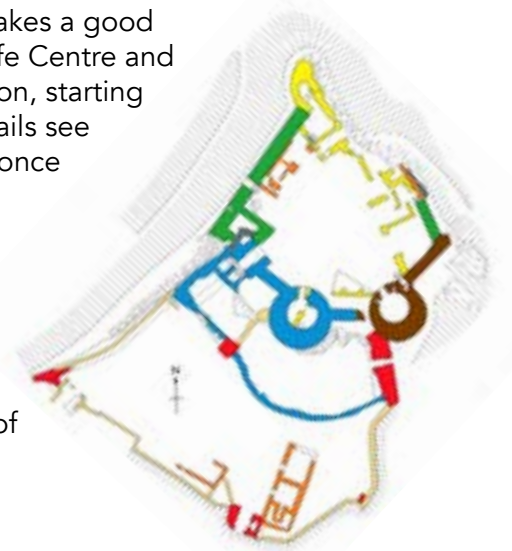 akes a good
fe Centre and
on, starting
ails see
once
of
N